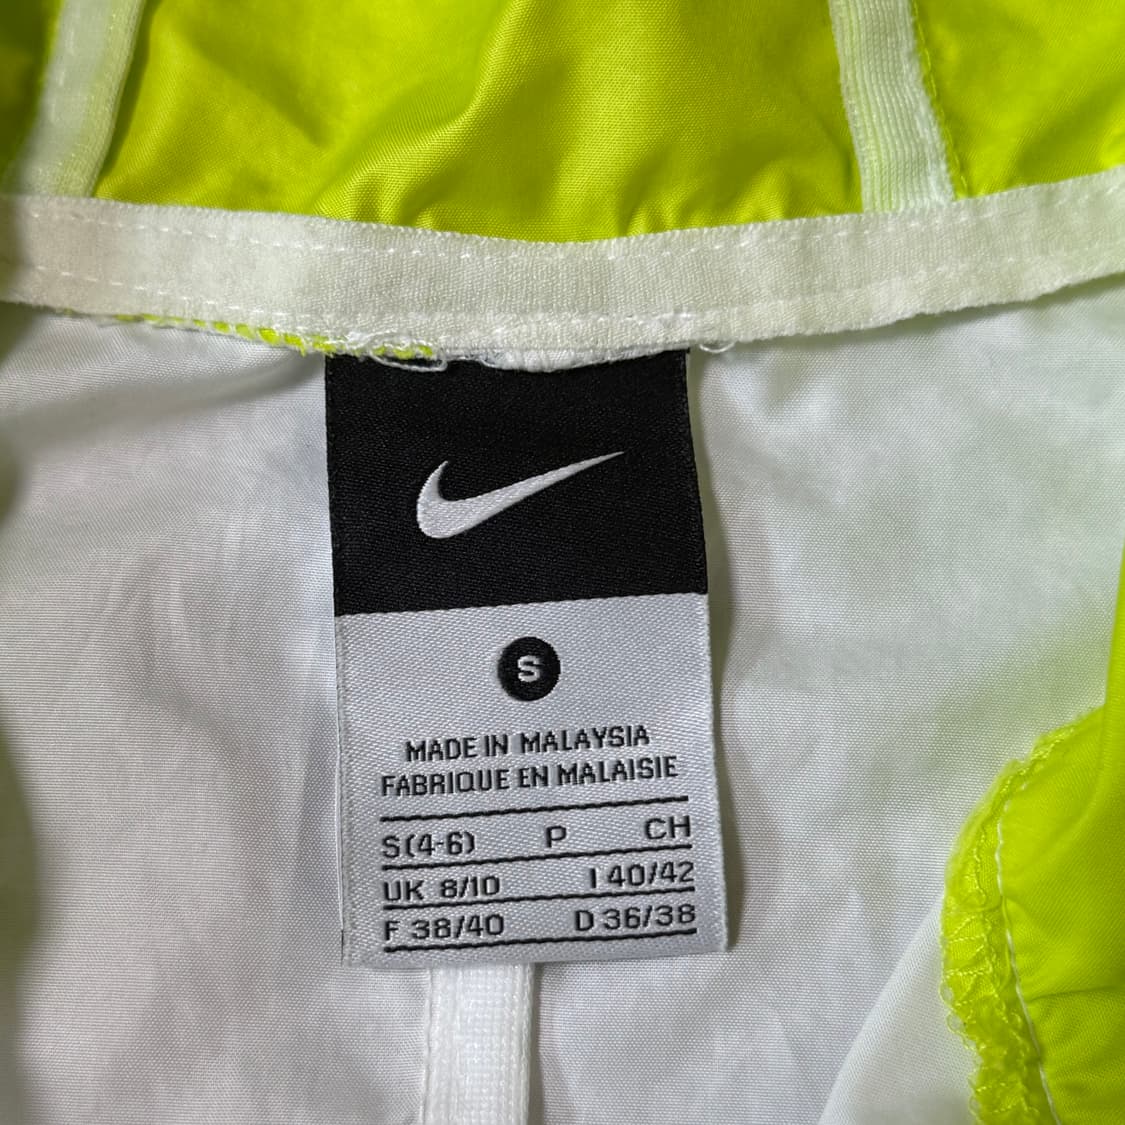 S
MADE IN MALAYSIA
FABRIQUE EN MALAISIE
S(4-6) P CH
UK 8/10 I 40/42
F 38/40 D 36/38